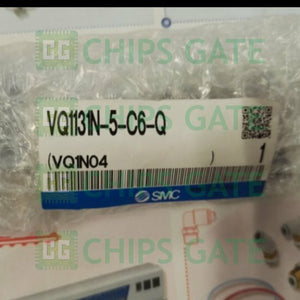 CHIPS GATE
VQ1131N-5-C6-Q
(VQ1N04 ) 1
SMC
CHIPS GATE
CHIPS GATE